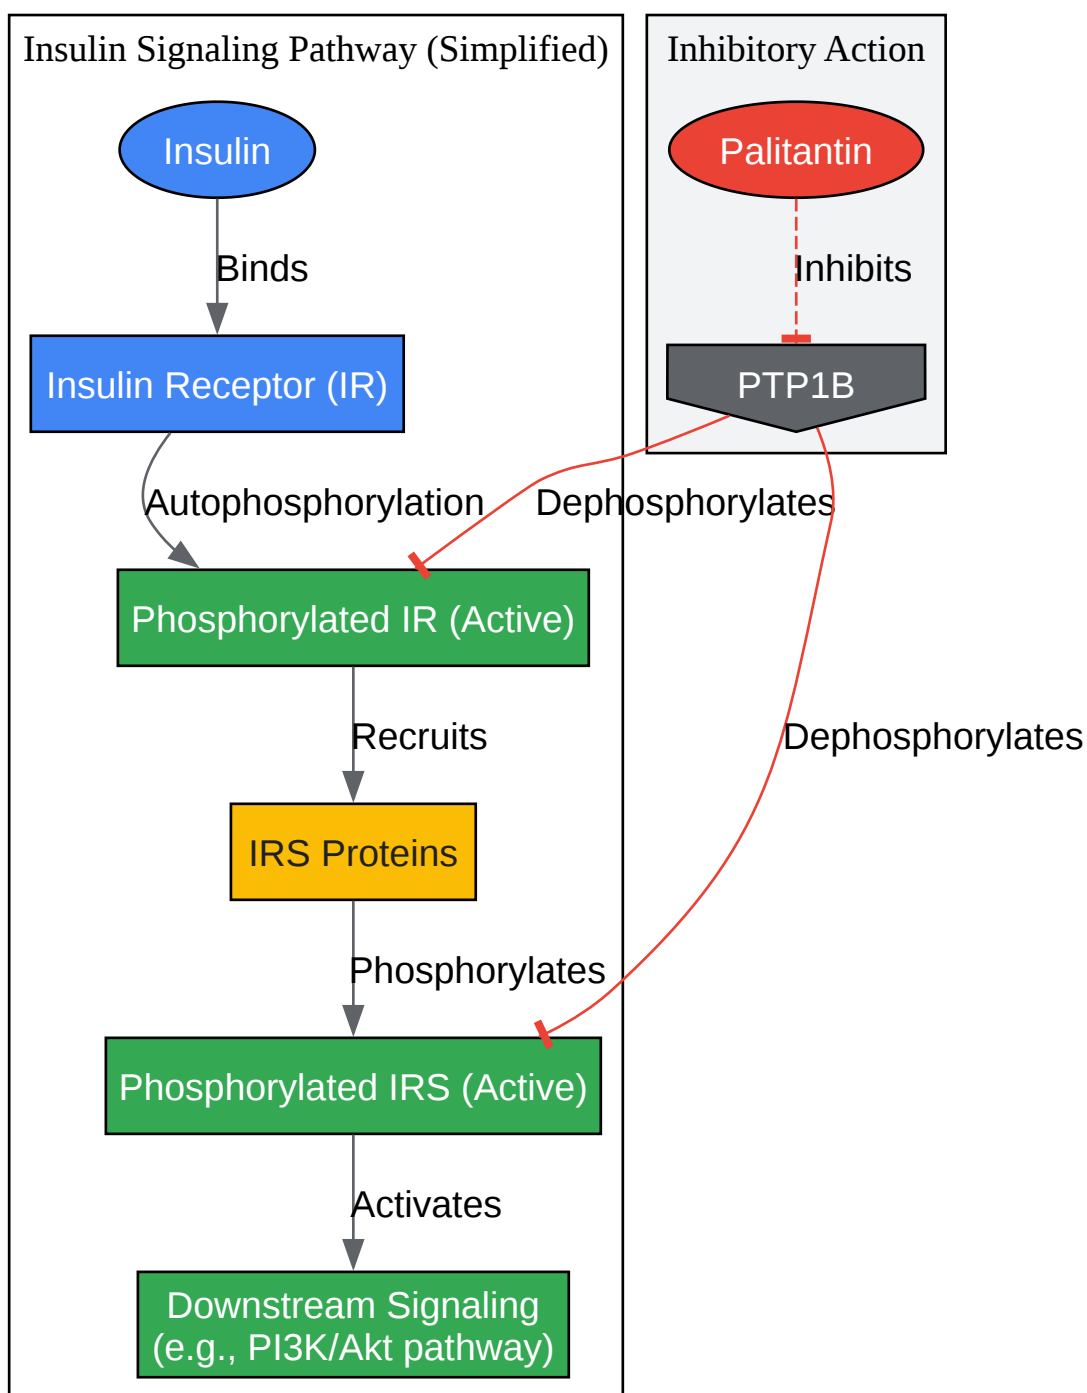 Insulin Signaling Pathway (Simplified)
Inhibitory Action
Insulin
Palitantin
Binds
Inhibits
Insulin Receptor (IR)
PTP1B
Autophosphorylation
Dephosphorylates
Phosphorylated IR (Active)
Recruits
Dephosphorylates
IRS Proteins
Phosphorylates
Phosphorylated IRS (Active)
Activates
Downstream Signaling
(e.g., PI3K/Akt pathway)